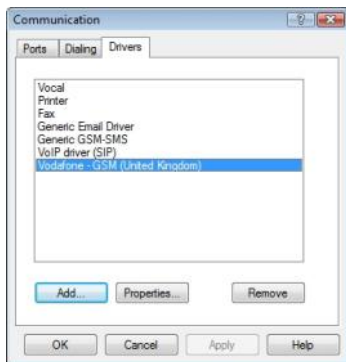 Communication
Ports Dialing Drivers
Vocal
Printer
Fax
Generic Email Driver
Generic GSM-SMS
VoIP driver (SIP)
Vodafone - GSM (United Kingdom)
Add... Properties... Remove
OK Cancel Apply Help